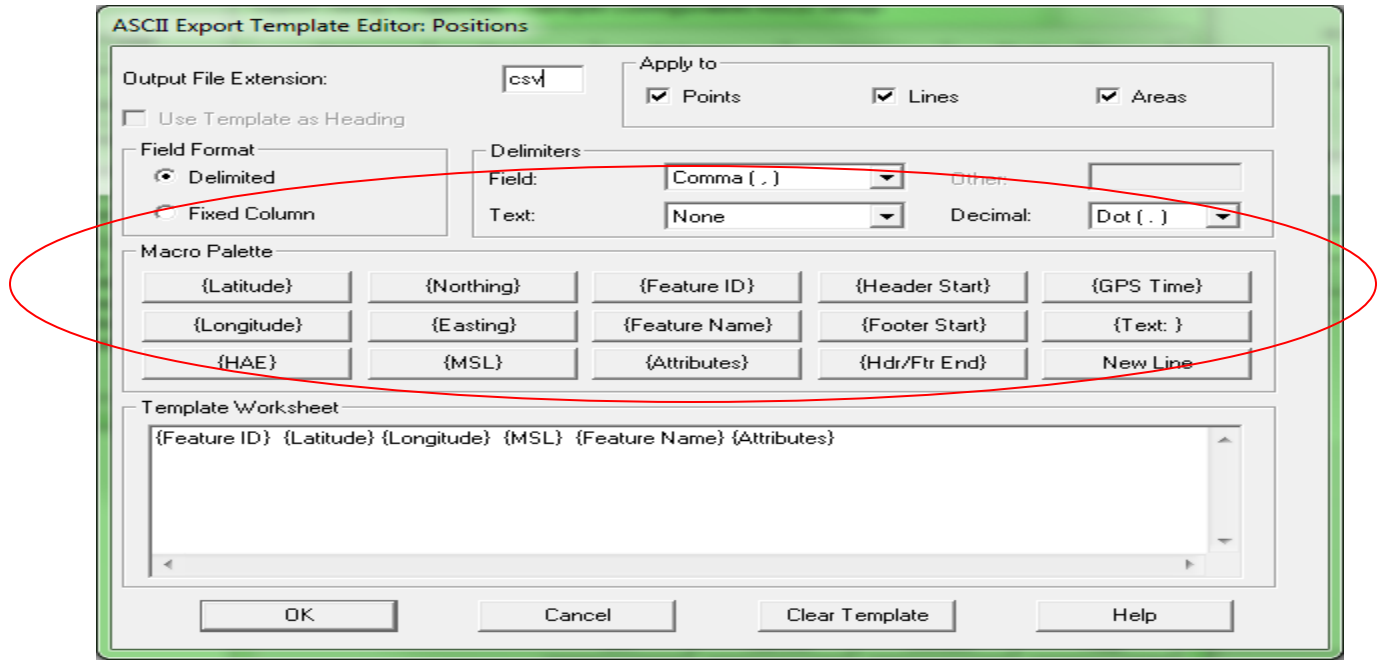 ASCII Export Template Editor: Positions
Output File Extension: csv
Use Template as Heading
Apply to
Points Lines Areas
Field Format
Delimited
Fixed Column
Delimiters
Field: Comma ( , ) Other:
Text: None Decimal: Dot ( . )
Macro Palette
{Latitude} {Northing} {Feature ID} {Header Start} {GPS Time}
{Longitude} {Easting} {Feature Name} {Footer Start} {Text: }
{HAE} {MSL} {Attributes} {Hdr/Ftr End} New Line
Template Worksheet
{Feature ID} {Latitude} {Longitude} {MSL} {Feature Name} {Attributes}
OK Cancel Clear Template Help